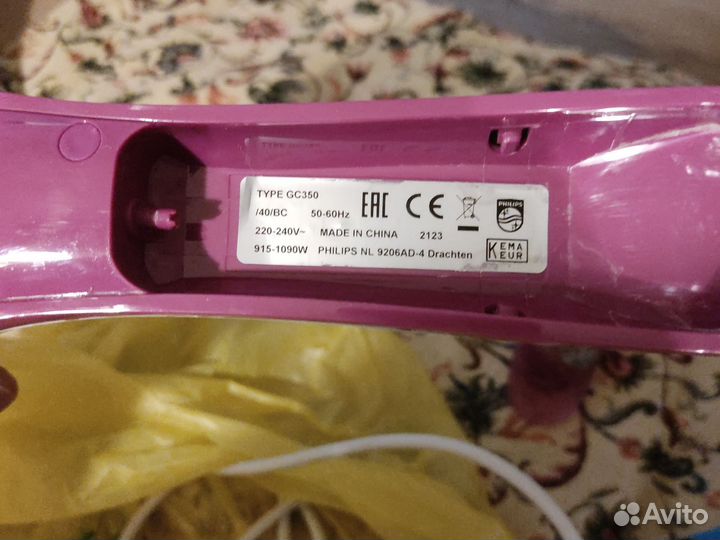 TYPE GC350
/40/BC 50-60Hz EAC CE PHILIPS
220-240V~ MADE IN CHINA 2123
915-1090W PHILIPS NL 9206AD-4 Drachten
KEMA
KEUR
Avito